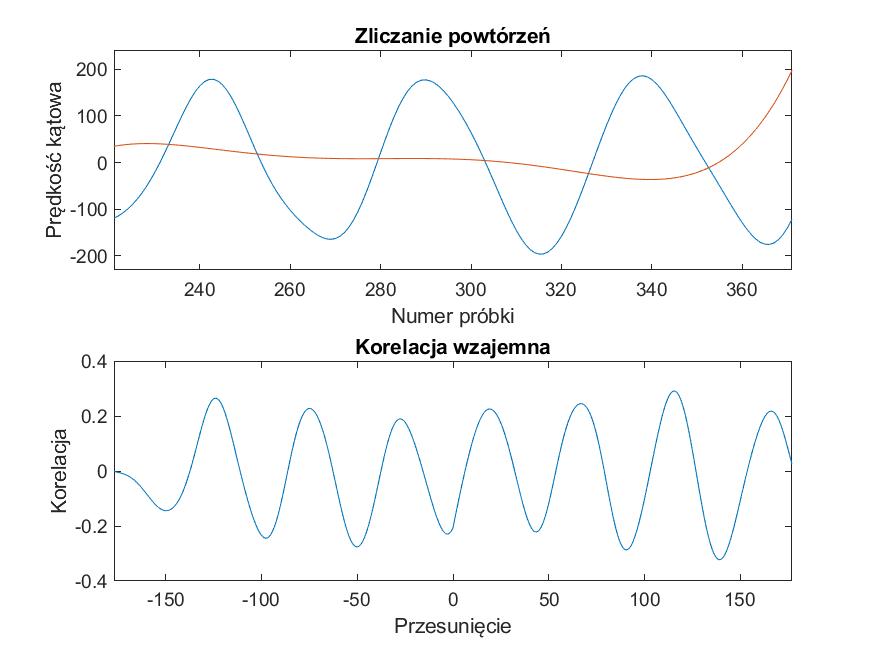 Zliczanie powtórzeń
Prędkość kątowa
200
100
0
-100
-200
240 260 280 300 320 340 360
Numer próbki
Korelacja wzajemna
Korelacja
0.4
0.2
0
-0.2
-0.4
-150 -100 -50 0 50 100 150
Przesunięcie